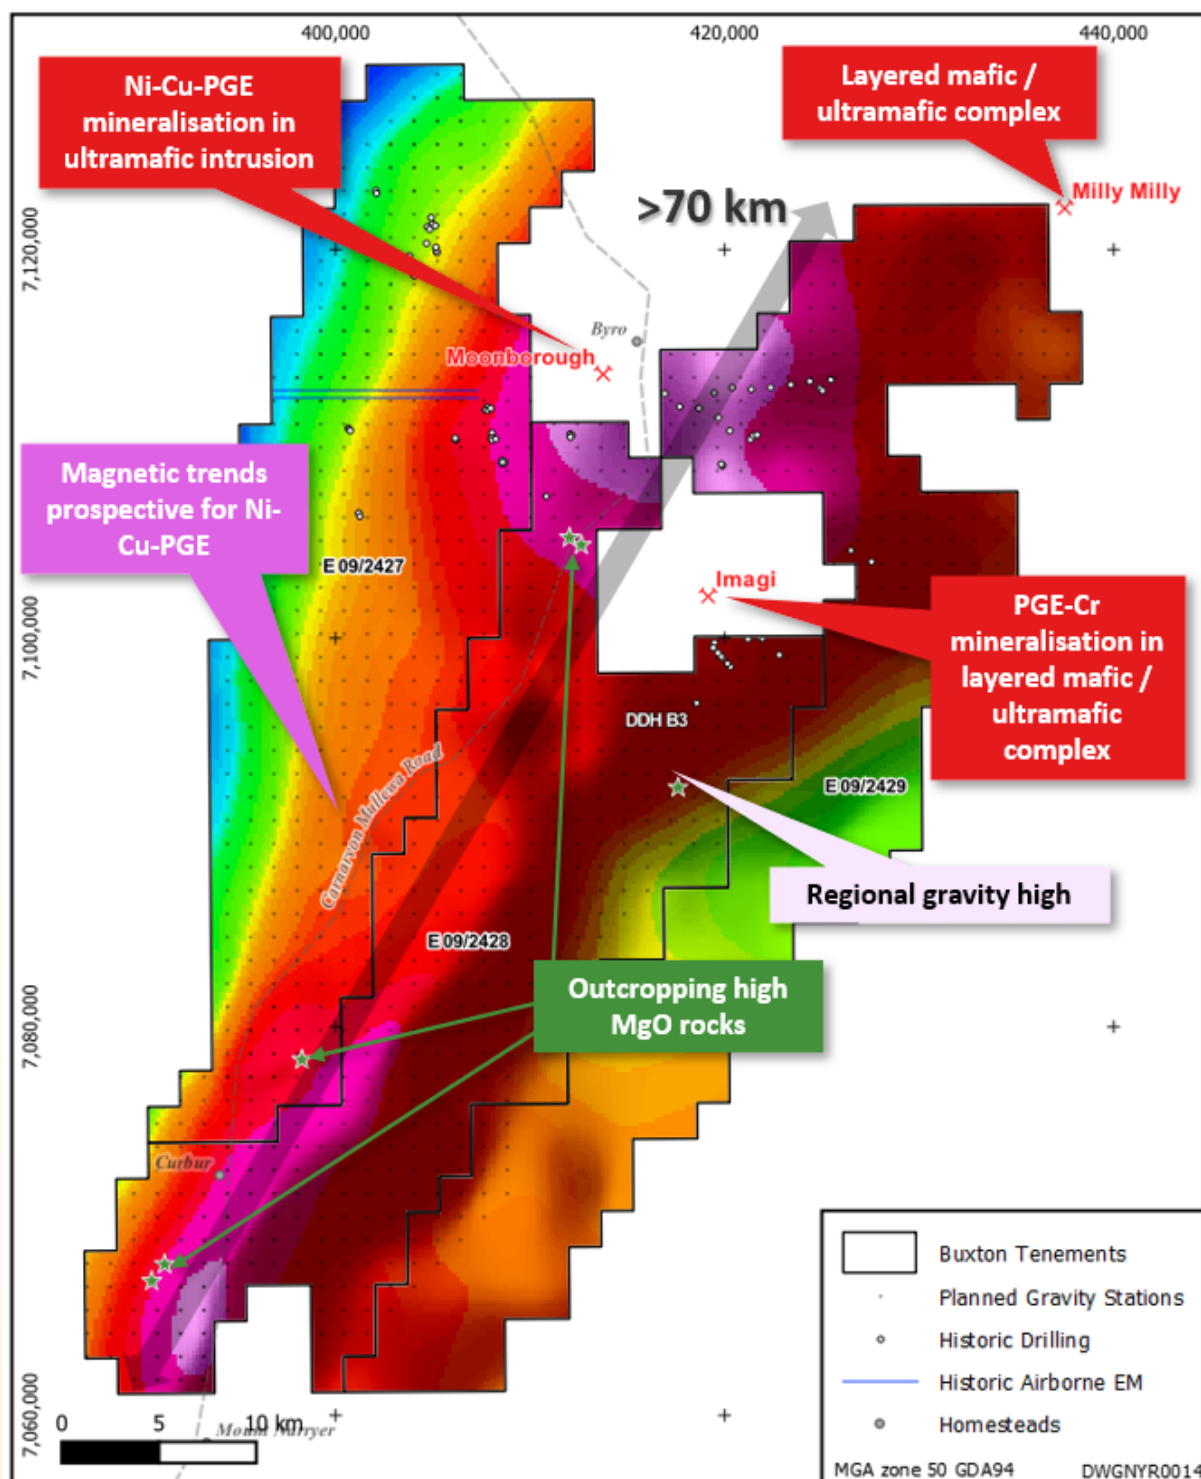 400,000
420,000
440,000
Ni-Cu-PGE
mineralisation in
ultramafic intrusion
Layered mafic /
ultramafic complex
Milly Milly
>70 km
7,120,000
Byro
Moonborough
Magnetic trends
prospective for Ni-
Cu-PGE
E 09/2427
Imagi
7,100,000
PGE-Cr
mineralisation in
layered mafic /
ultramafic
complex
DDH B3
Carnarvon Mullewa Road
E 09/2429
Regional gravity high
E 09/2428
Outcropping high
MgO rocks
7,080,000
Curbur
7,060,000
0
5
10 km
Mount Narryer
Buxton Tenements
Planned Gravity Stations
Historic Drilling
Historic Airborne EM
Homesteads
MGA zone 50 GDA94
DWGNYR0014